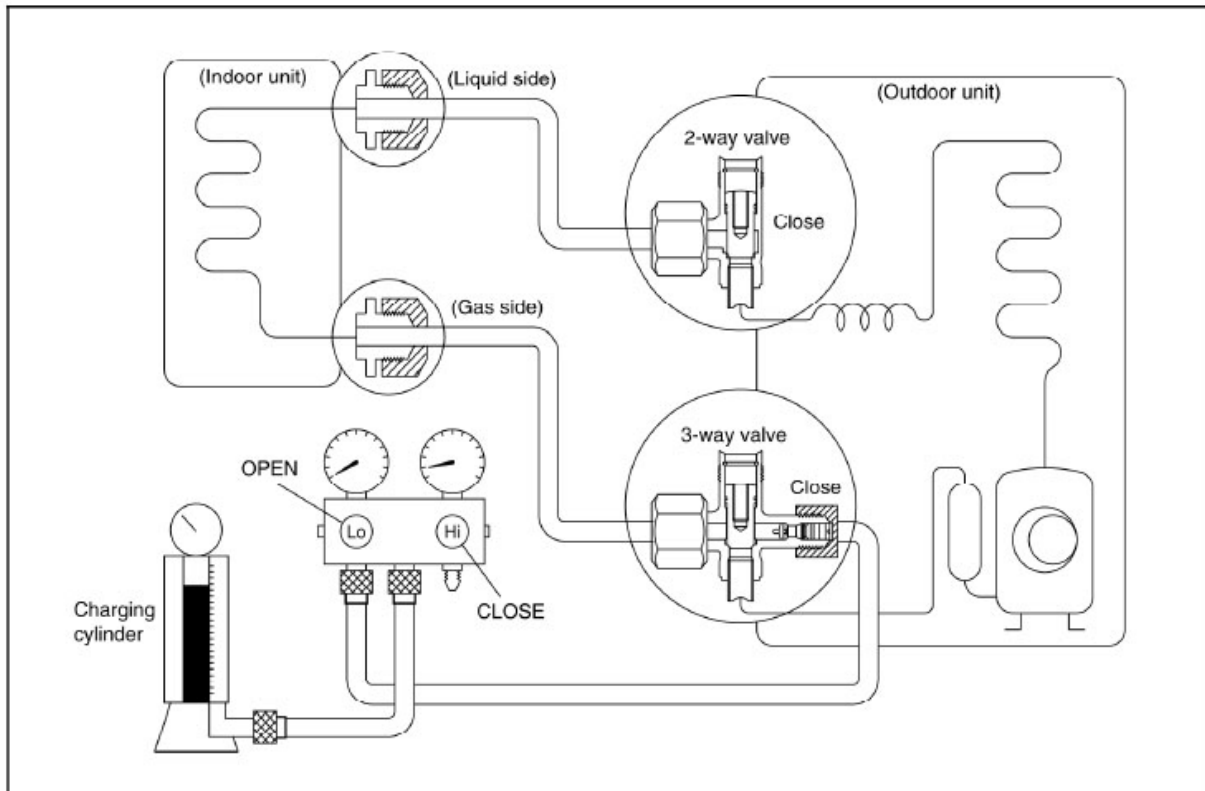 (Indoor unit)
(Liquid side)
(Outdoor unit)
2-way valve
Close
(Gas side)
3-way valve
Close
OPEN
Lo
Hi
CLOSE
Charging
cylinder